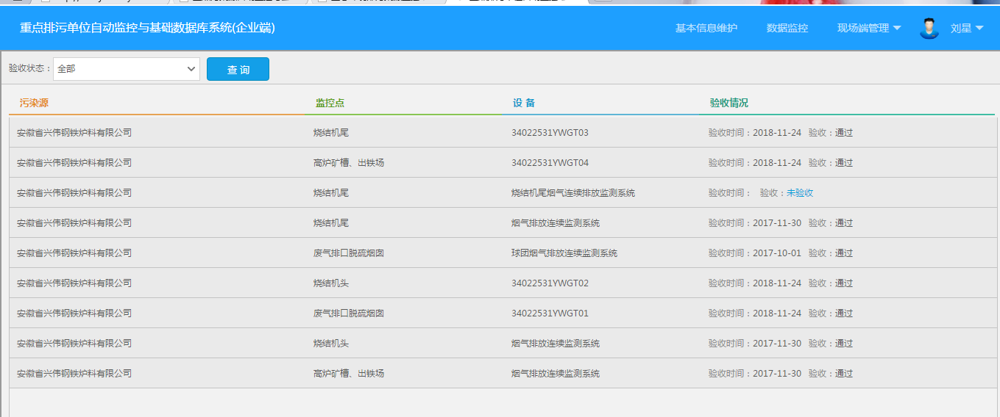 重点排污单位自动监控与基础数据库系统(企业端) 基本信息维护 数据监控 现场端管理 刘星
验收状态： 全部 查 询
污染源 监控点 设 备 验收情况
安徽省兴伟钢铁炉料有限公司 烧结机尾 34022531YWGT03 验收时间：2018-11-24 验收：通过
安徽省兴伟钢铁炉料有限公司 高炉矿槽、出铁场 34022531YWGT04 验收时间：2018-11-24 验收：通过
安徽省兴伟钢铁炉料有限公司 烧结机尾 烧结机尾烟气连续排放监测系统 验收时间： 验收：未验收
安徽省兴伟钢铁炉料有限公司 烧结机尾 烟气排放连续监测系统 验收时间：2017-11-30 验收：通过
安徽省兴伟钢铁炉料有限公司 废气排口脱硫烟囱 球团烟气排放连续监测系统 验收时间：2017-10-01 验收：通过
安徽省兴伟钢铁炉料有限公司 烧结机头 34022531YWGT02 验收时间：2018-11-24 验收：通过
安徽省兴伟钢铁炉料有限公司 废气排口脱硫烟囱 34022531YWGT01 验收时间：2018-11-24 验收：通过
安徽省兴伟钢铁炉料有限公司 烧结机头 烟气排放连续监测系统 验收时间：2017-11-30 验收：通过
安徽省兴伟钢铁炉料有限公司 高炉矿槽、出铁场 烟气排放连续监测系统 验收时间：2017-11-30 验收：通过